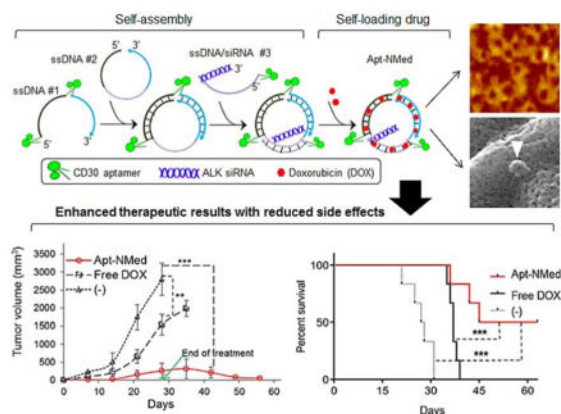 Self-assembly
Self-loading drug
ssDNA #1
ssDNA #2
5'
3'
5'
3'
ssDNA/siRNA #3
3'
5'
Apt-NMed
CD30 aptamer
ALK siRNA
Doxorubicin (DOX)
Enhanced therapeutic results with reduced side effects
Tumor volume (mm³)
3500
3000
2500
2000
1500
1000
500
0
Apt-NMed
Free DOX
(-)
***
**
End of treatment
0 10 20 30 40 50 60
Days
Percent survival
100
50
0
Apt-NMed
Free DOX
(-)
***
***
0 15 30 45 60
Days